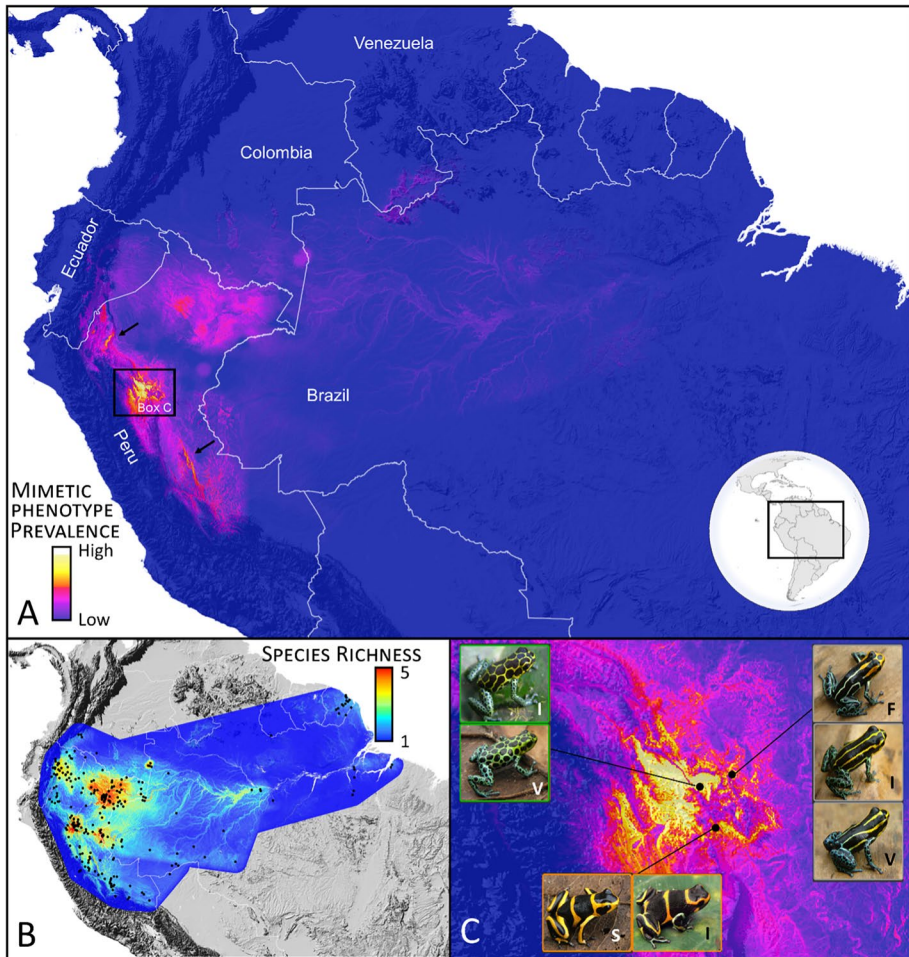 Venezuela
Colombia
Ecuador
Brazil
Box C
Peru
MIMETIC
PHENOTYPE
PREVALENCE
High
Low
A
SPECIES RICHNESS
5
1
B
I
V
F
I
V
S
I
C